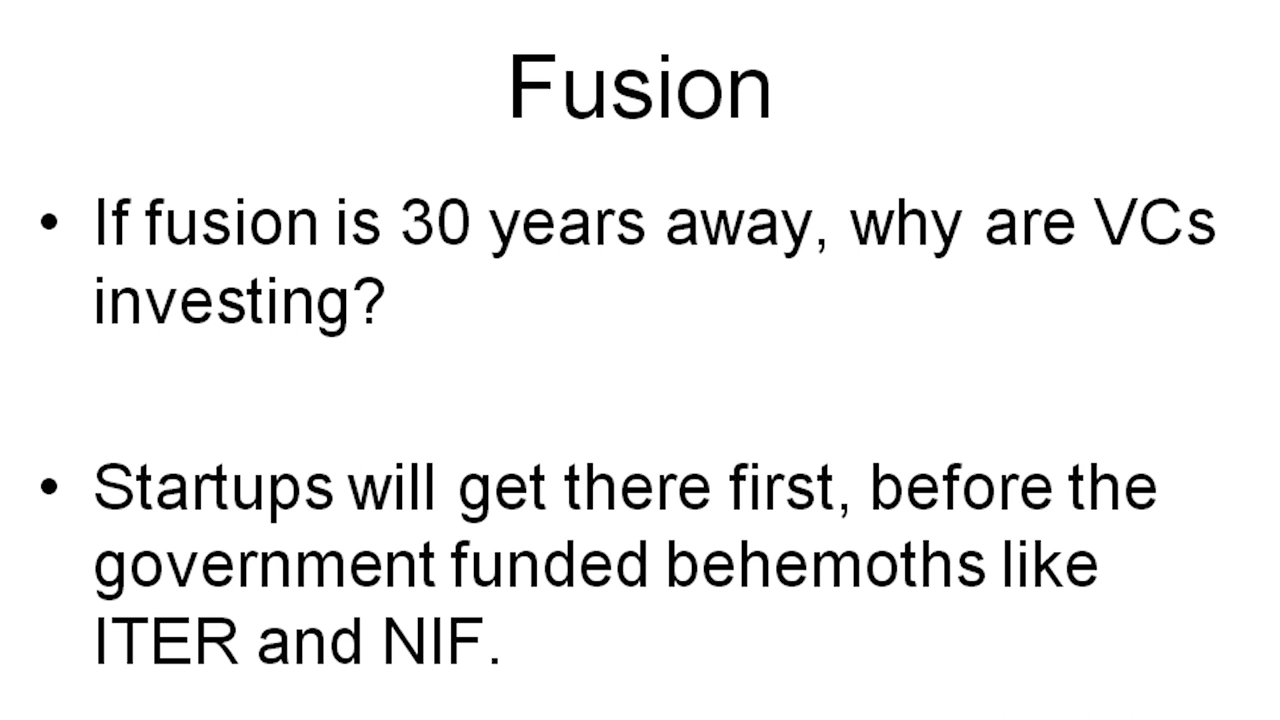 Fusion
• If fusion is 30 years away, why are VCs
investing?
• Startups will get there first, before the
government funded behemoths like
ITER and NIF.